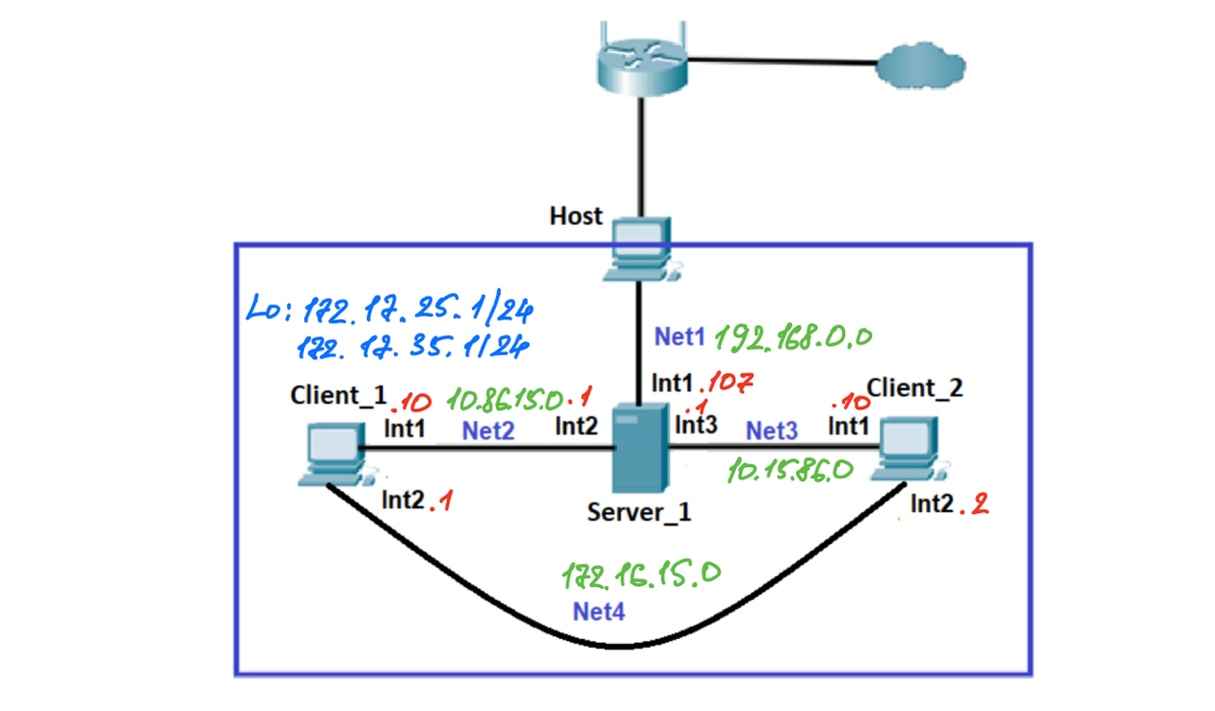 Host
Lo: 172.17.25.1/24
172.17.35.1/24
Net1 192.168.0.0
Int1 .107
Client_1 .10 10.86.15.0 .1
.1
.10 Client_2
Int1 Net2 Int2
Int3 Net3 Int1
10.15.86.0
Int2 .1
Server_1
Int2 .2
172.16.15.0
Net4